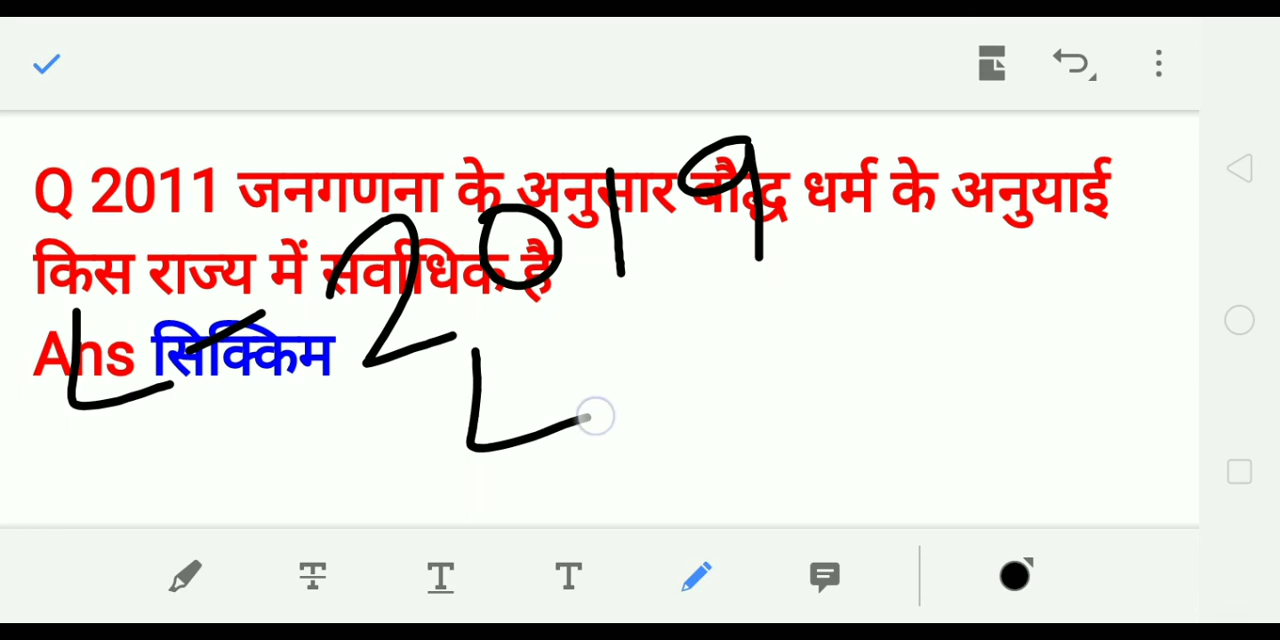 Q 2011 जनगणना के अनुसार बौद्ध धर्म के अनुयाई
किस राज्य में सर्वाधिक है
Ans सिक्किम
L - 2019
L